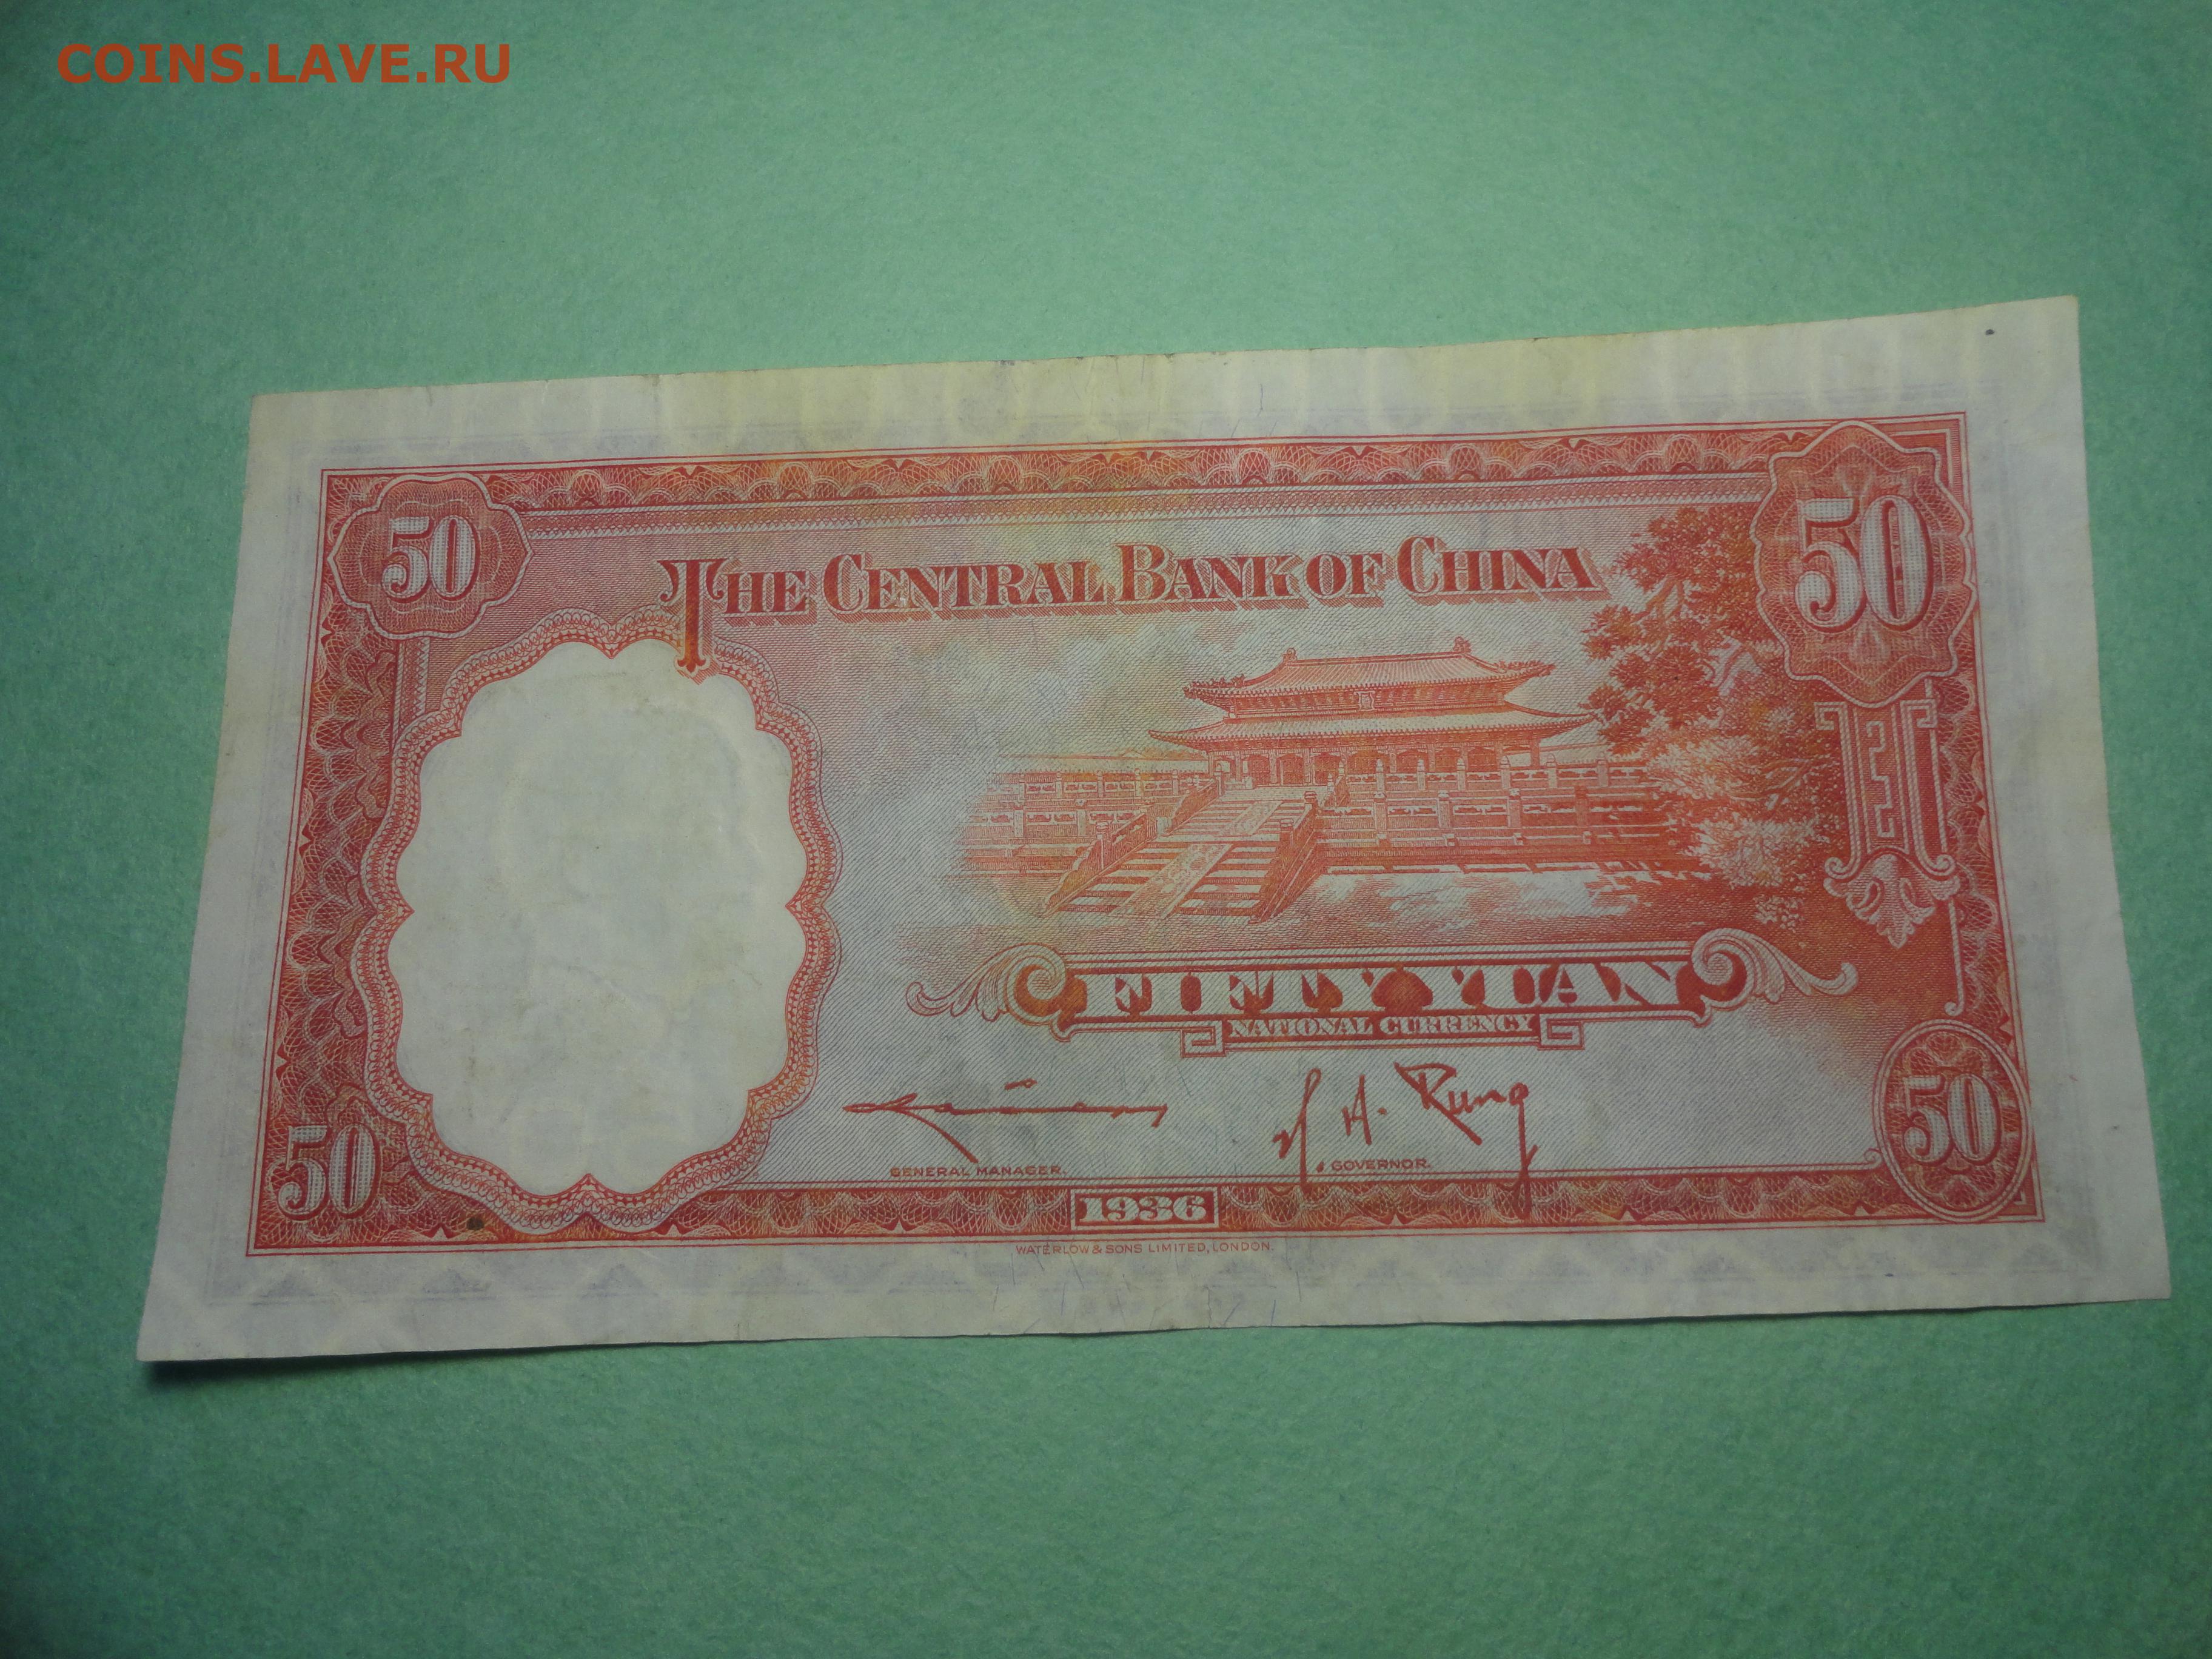 COINS.LAVE.RU
50
THE CENTRAL BANK OF CHINA
50
FIFTY YUAN
NATIONAL CURRENCY
H. H. Kung
GENERAL MANAGER.
GOVERNOR.
50
50
1936
WATERLOW & SONS LIMITED, LONDON.